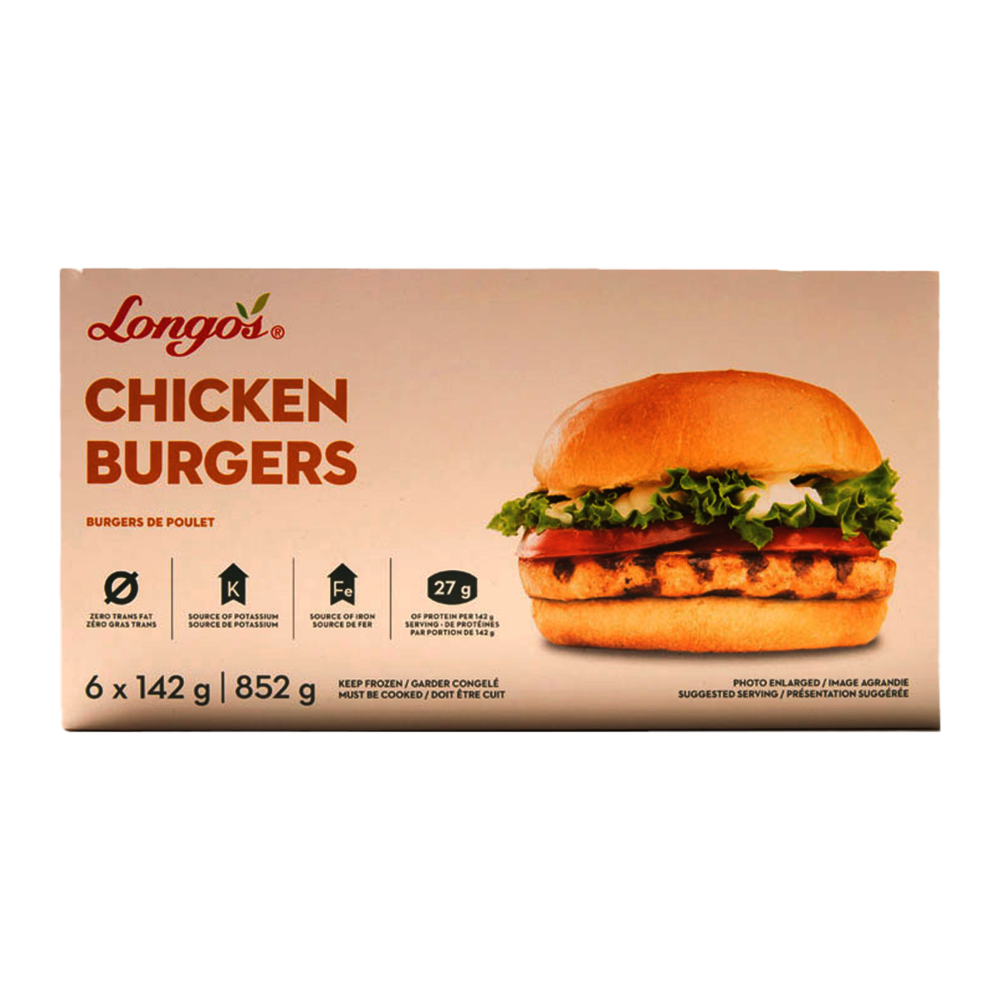 Longo's®
CHICKEN
BURGERS
BURGERS DE POULET
ZERO TRANS FAT
ZÉRO GRAS TRANS
K
SOURCE OF POTASSIUM
SOURCE DE POTASSIUM
Fe
SOURCE OF IRON
SOURCE DE FER
27 g
OF PROTEIN PER 142 g
SERVING · DE PROTÉINES
PAR PORTION DE 142 g
6 x 142 g | 852 g
KEEP FROZEN / GARDER CONGELÉ
MUST BE COOKED / DOIT ÊTRE CUIT
PHOTO ENLARGED / IMAGE AGRANDIE
SUGGESTED SERVING / PRÉSENTATION SUGGÉRÉE